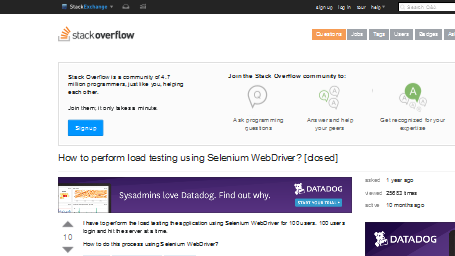 StackExchange
sign up log in tour help
stackoverflow
Questions Jobs Tags Users Badges
Stack Overflow is a community of 4.7
million programmers, just like you, helping
each other.
Join them; it only takes a minute:
Sign up
Join the Stack Overflow community to:
Q
A
A
Ask programming
questions
Answer and help
your peers
Get recognized for your
expertise
How to perform load testing using Selenium WebDriver? [closed]
asked 1 year ago
viewed times
active 10 months ago
Sysadmins love Datadog. Find out why.
DATADOG
START YOUR TRIAL
10
I have to perform the load testing the application using Selenium WebDriver for 100 users, 100 users
login and hit the server at a time.
How to do this process using Selenium WebDriver?
DATADOG